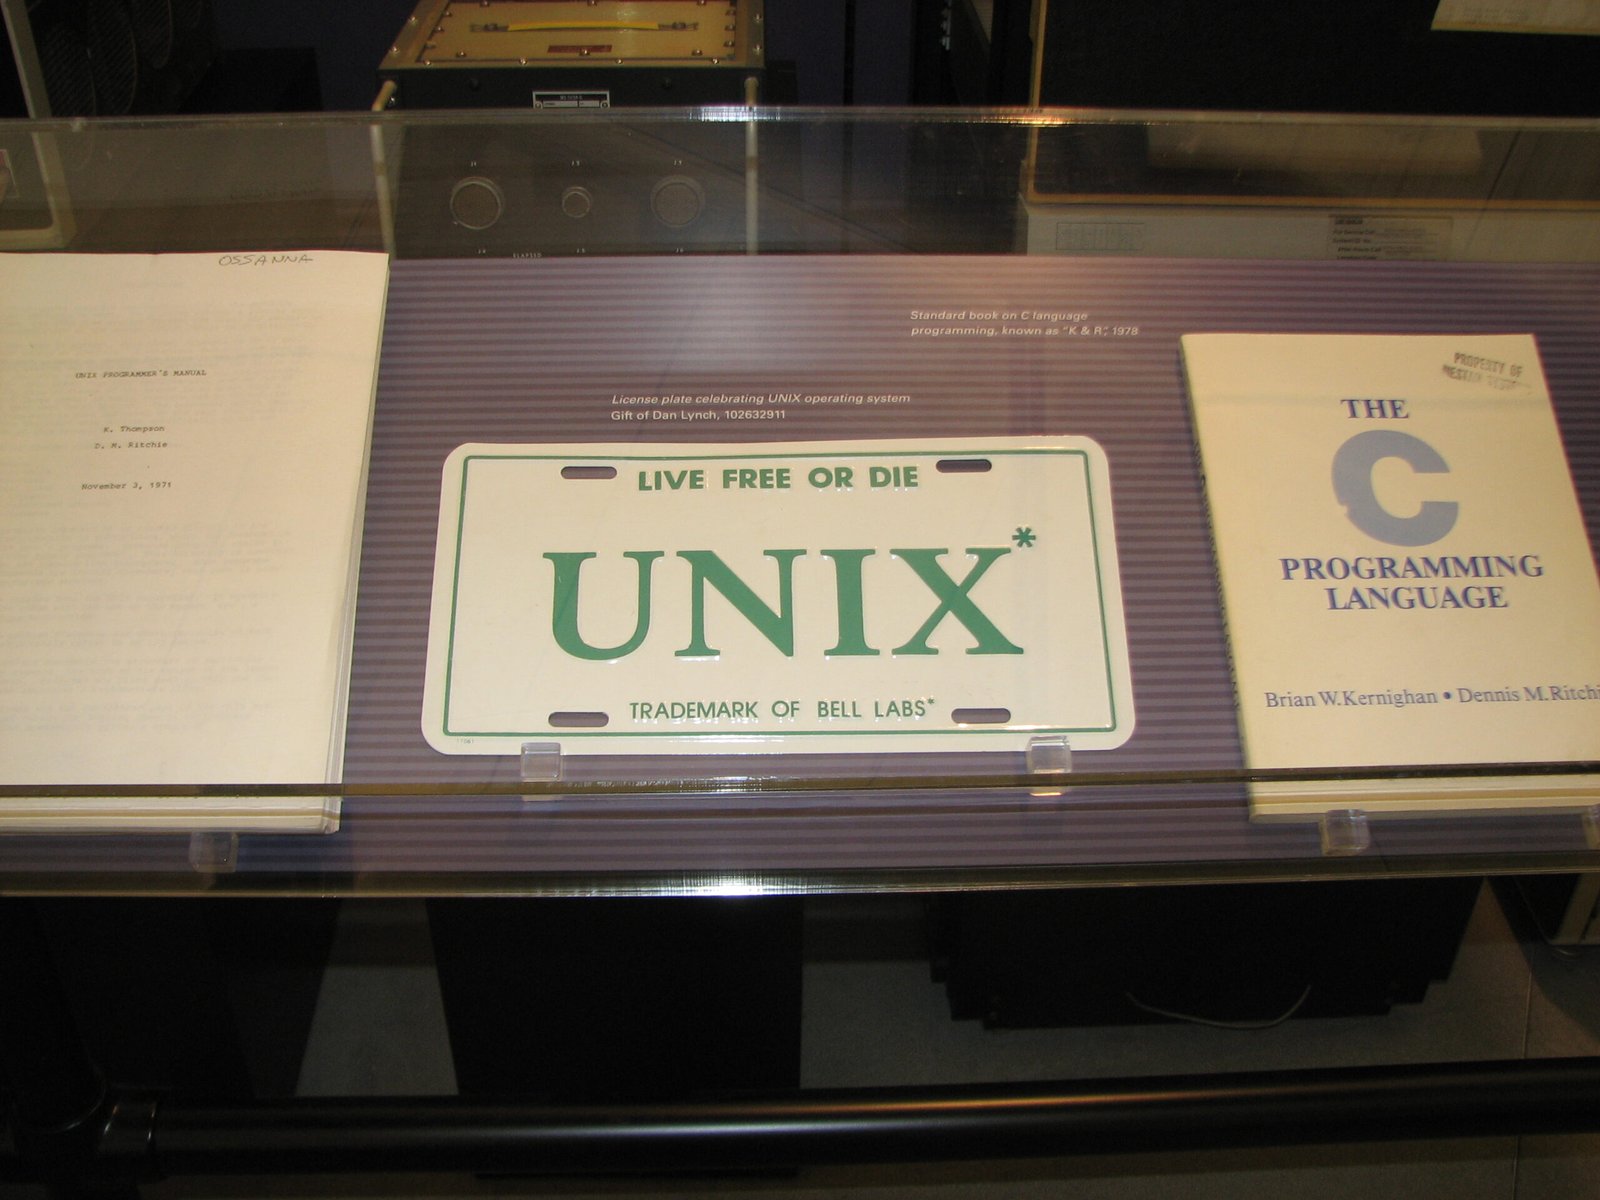 OSSANNA
UNIX PROGRAMMER'S MANUAL
K. Thompson
D. M. Ritchie
November 3, 1971
Standard book on C language
programming, known as "K & R," 1978
License plate celebrating UNIX operating system
Gift of Dan Lynch, 102632911
LIVE FREE OR DIE
UNIX*
TRADEMARK OF BELL LABS*
PROPERTY OF
THE
C
PROGRAMMING
LANGUAGE
Brian W. Kernighan • Dennis M. Ritchi